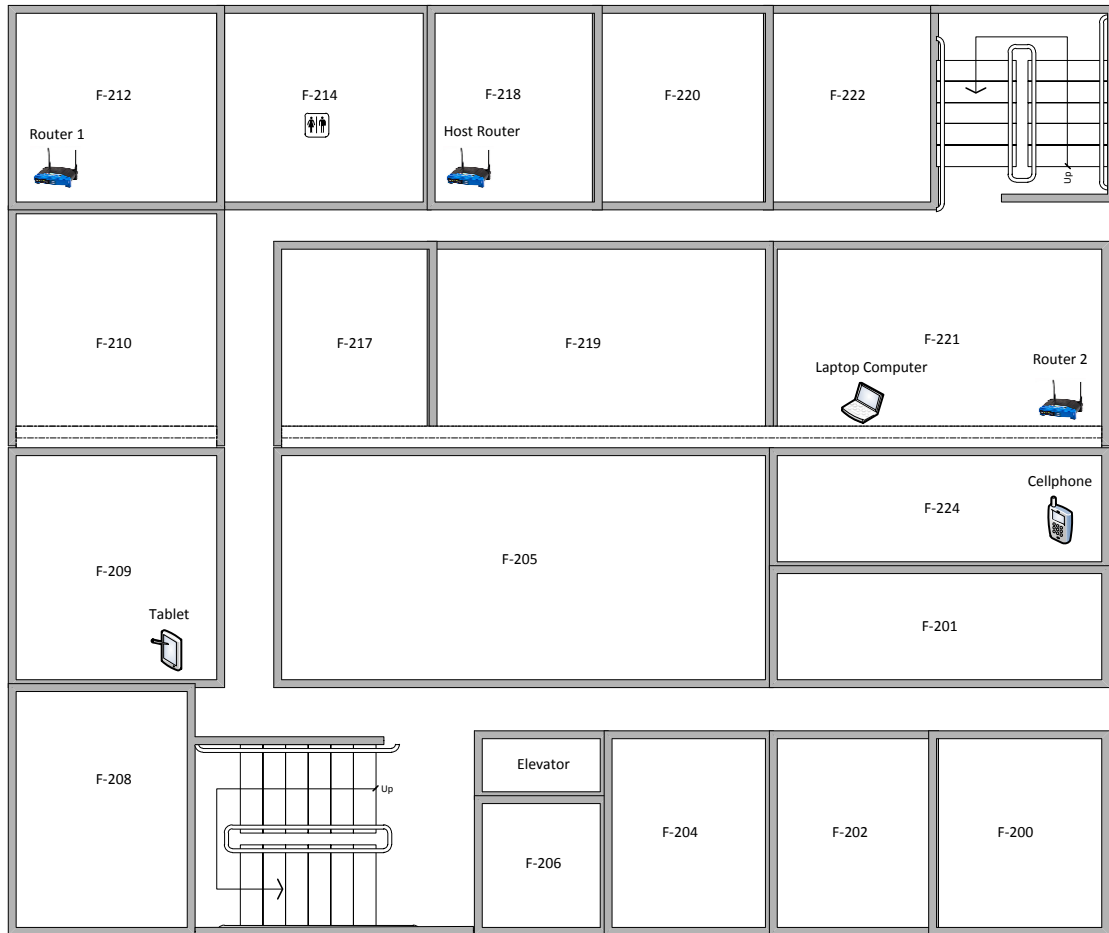 F-212
F-214
F-218
F-220
F-222
Router 1
Host Router
Up
F-210
F-217
F-219
F-221
Laptop Computer
Router 2
F-209
F-205
F-224
Cellphone
Tablet
F-201
F-208
Up
Elevator
F-206
F-204
F-202
F-200